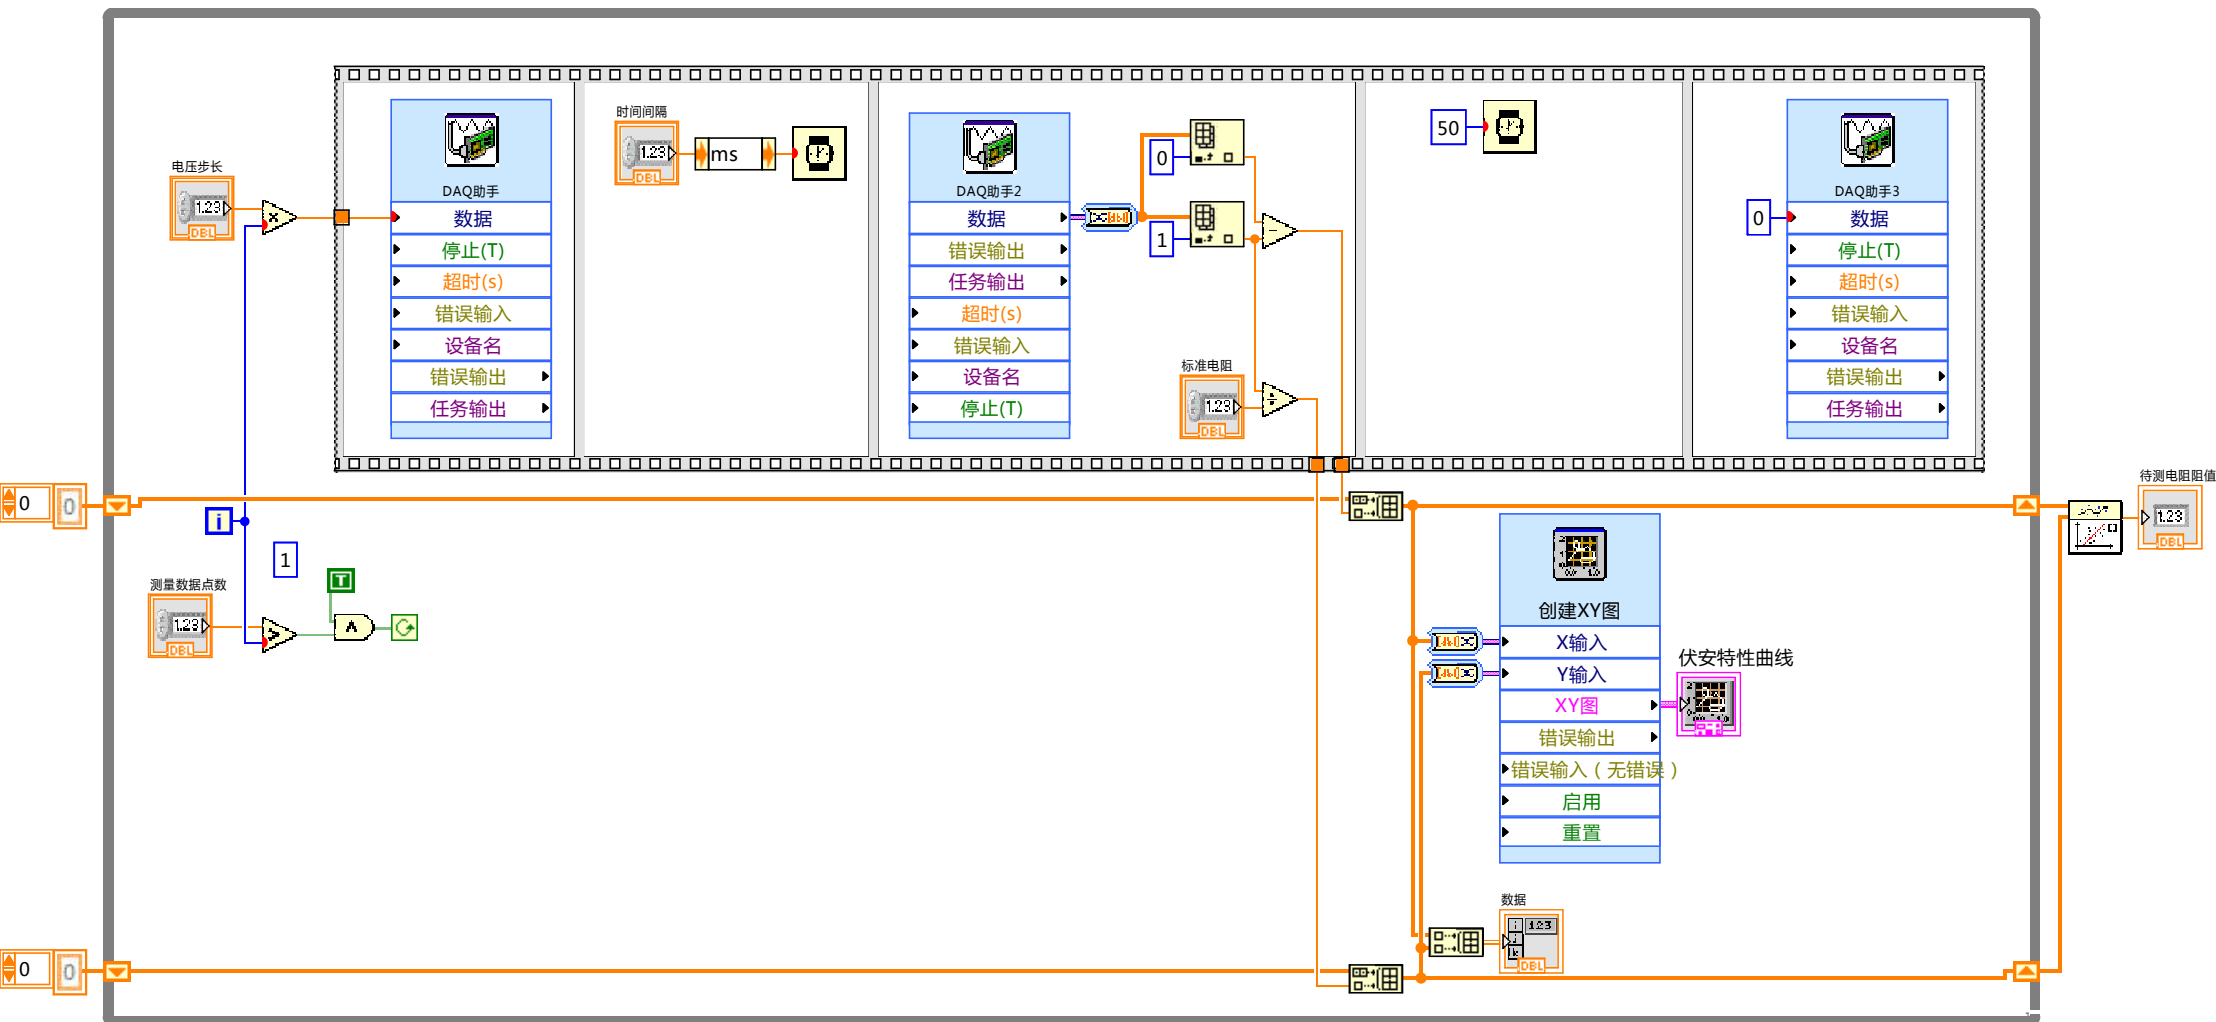 电压步长
1.23
DBL
DAQ助手
数据
停止(T)
超时(s)
错误输入
设备名
错误输出
任务输出
时间间隔
1.23
DBL
ms
DAQ助手2
数据
错误输出
任务输出
超时(s)
错误输入
设备名
停止(T)
0
1
标准电阻
1.23
DBL
50
0
DAQ助手3
数据
停止(T)
超时(s)
错误输入
设备名
错误输出
任务输出
0
0
i
1
T
测量数据点数
1.23
DBL
创建XY图
X输入
Y输入
XY图
错误输出
错误输入（无错误）
启用
重置
伏安特性曲线
待测电阻阻值
1.23
DBL
数据
1.23
DBL
0
0